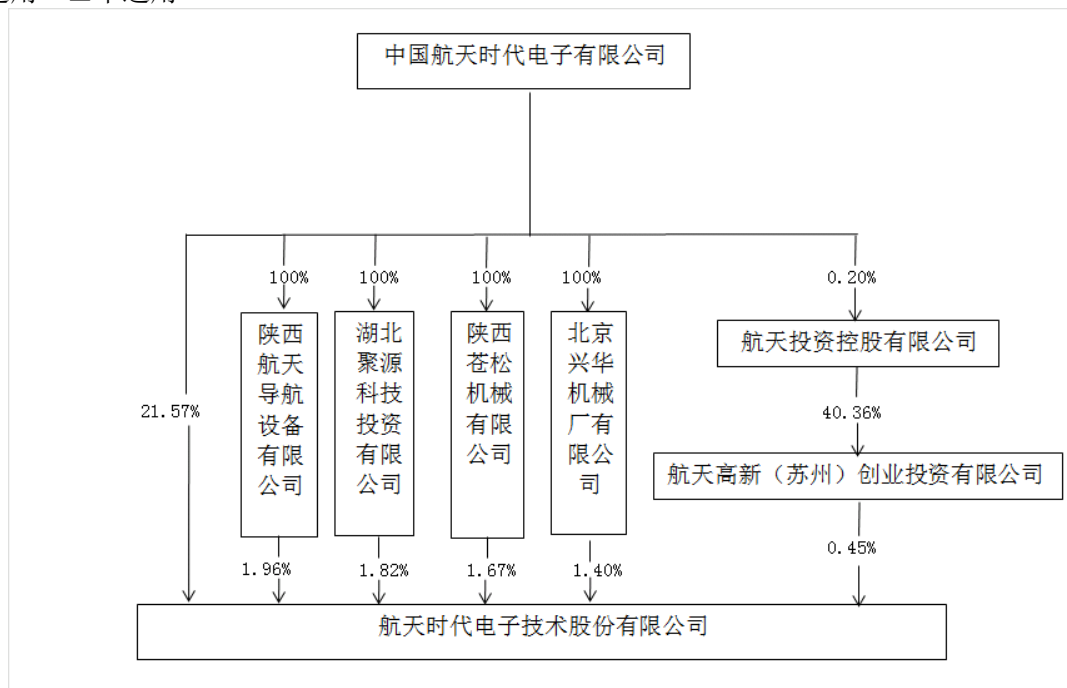 中国航天时代电子有限公司
100%
100%
100%
100%
0.20%
陕西
航天
导航
设备
有限
公司
湖北
聚源
科技
投资
有限
公司
陕西
苍松
机械
有限
公司
北京
兴华
机械
厂有
限公
司
航天投资控股有限公司
21.57%
40.36%
航天高新（苏州）创业投资有限公司
1.96%
1.82%
1.67%
1.40%
0.45%
航天时代电子技术股份有限公司